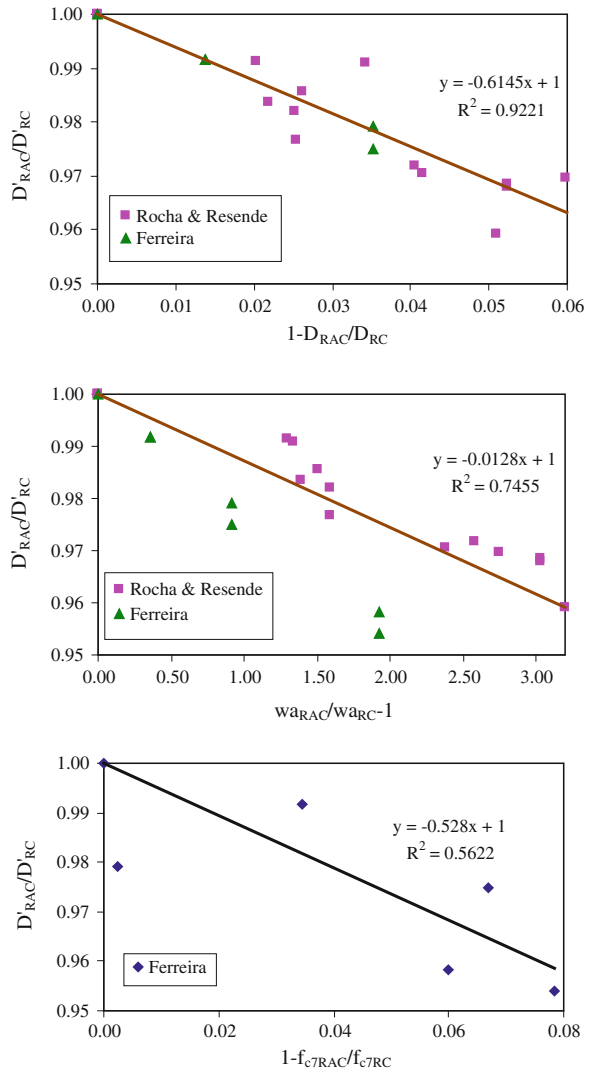 1.00
0.99
0.98
0.97
0.96
0.95
D'RAC/D'RC
y = -0.6145x + 1
R² = 0.9221
Rocha & Resende
Ferreira
0.00 0.01 0.02 0.03 0.04 0.05 0.06
1-DRAC/DRC
1.00
0.99
0.98
0.97
0.96
0.95
D'RAC/D'RC
y = -0.0128x + 1
R² = 0.7455
Rocha & Resende
Ferreira
0.00 0.50 1.00 1.50 2.00 2.50 3.00
waRAC/waRC-1
1.00
0.99
0.98
0.97
0.96
0.95
D'RAC/D'RC
y = -0.528x + 1
R² = 0.5622
Ferreira
0.00 0.02 0.04 0.06 0.08
1-fc7RAC/fc7RC